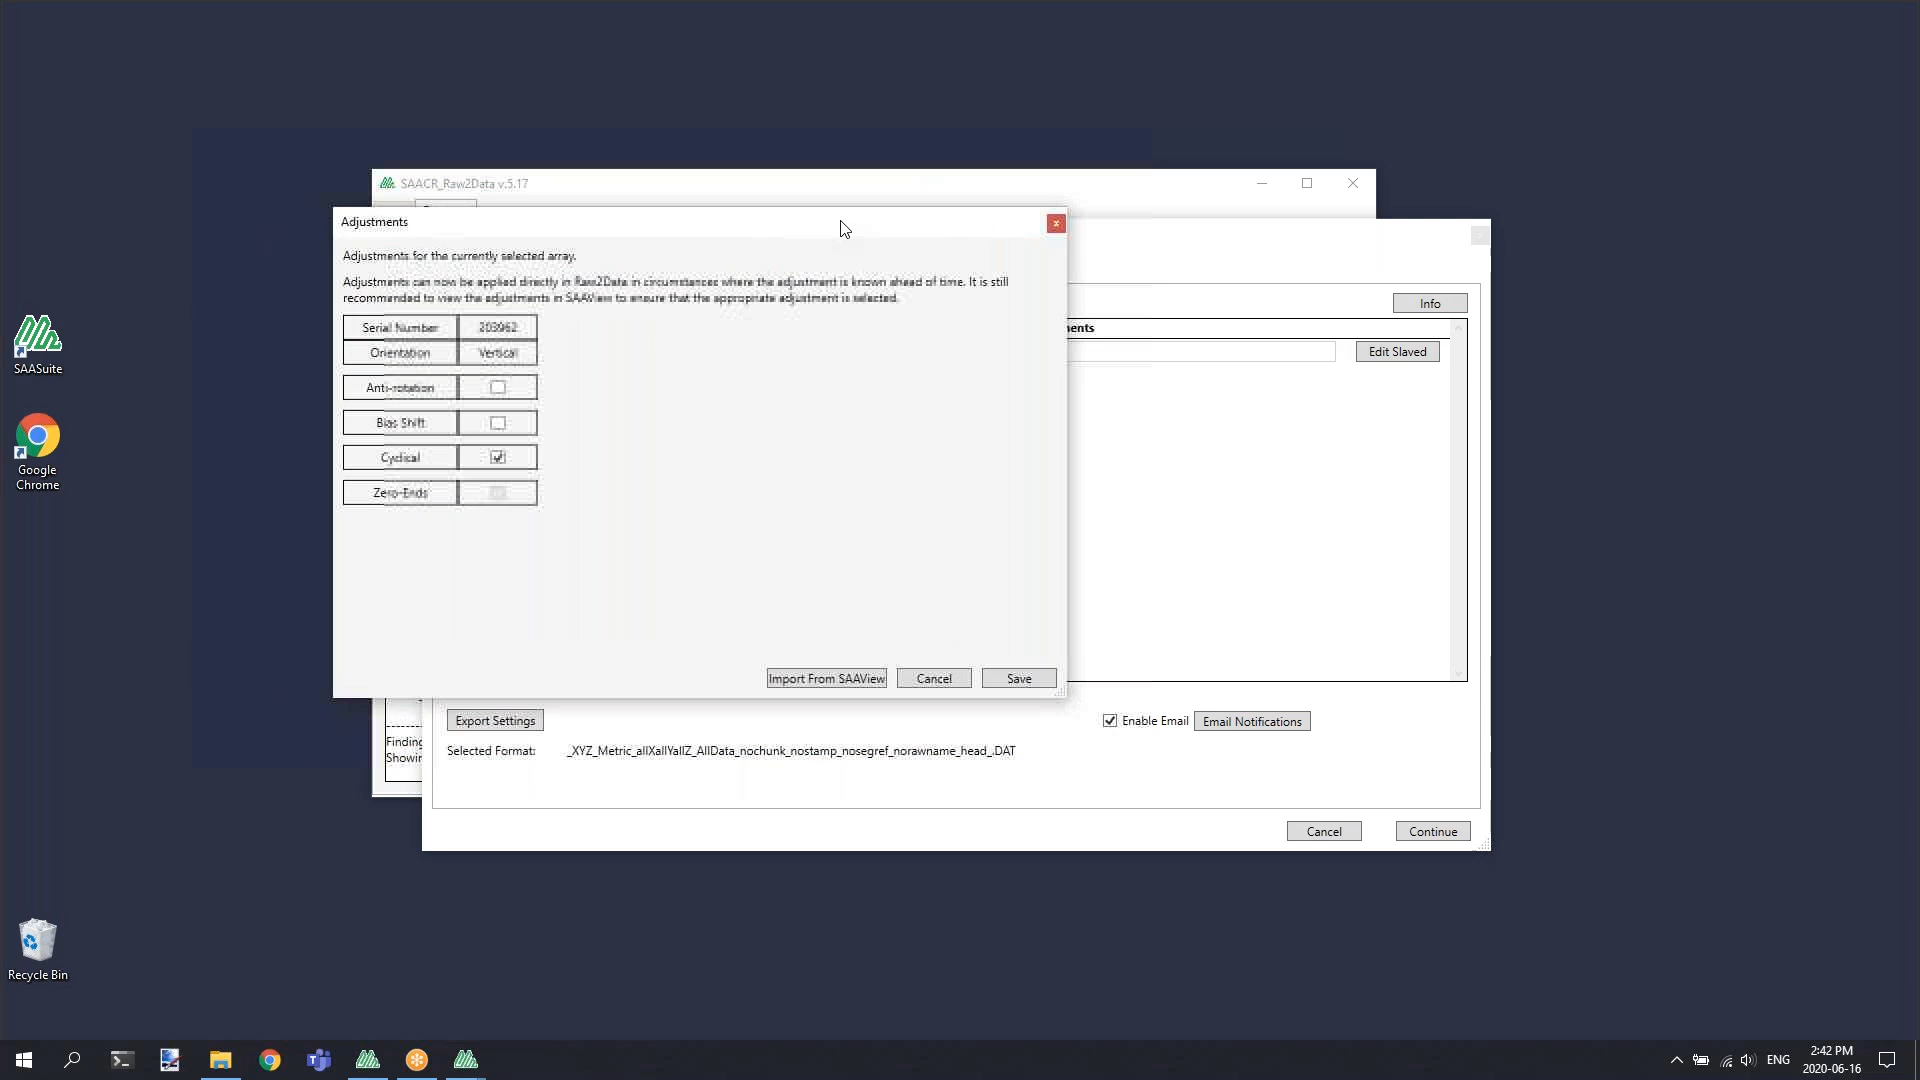 SAACR_Raw2Data v.5.17
Adjustments
Adjustments for the currently selected array.
Adjustments can now be applied directly in Raw2Data in circumstances where the adjustment is known ahead of time. It is still
recommended to view the adjustments in SAAView to ensure that the appropriate adjustment is selected.
Serial Number 203962
Orientation Vertical
Anti-rotation
Bias Shift
Cyclical
Zero-Ends
Import From SAAView Cancel Save
Info
ments
Edit Slaved
Export Settings
Enable Email Email Notifications
Finding
Selected Format: _XYZ_Metric_allXallYallZ_AllData_nochunk_nostamp_nosegref_norawname_head_.DAT
Showin
Cancel Continue
SAASuite
Google
Chrome
Recycle Bin
ENG
2:42 PM
2020-06-16